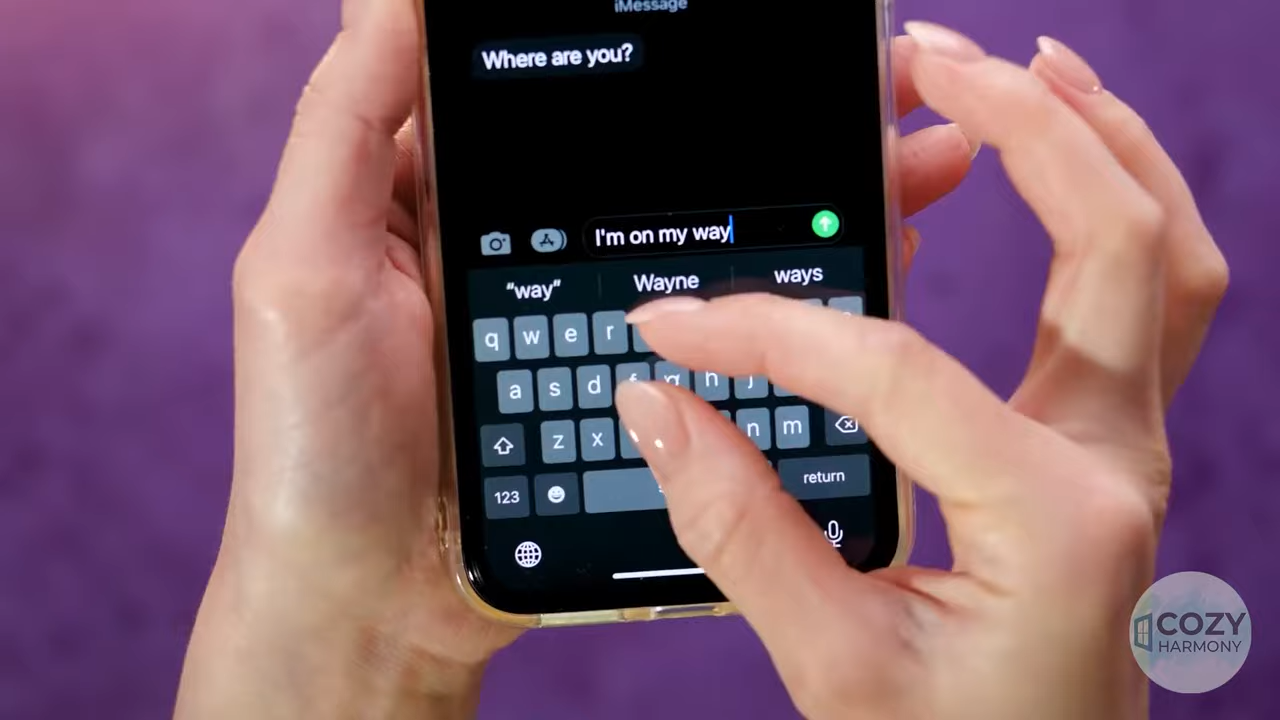 iMessage
Where are you?
I'm on my way
“way” Wayne ways
q w e r
a s d f g h j
z x n m
123 return
COZY
HARMONY